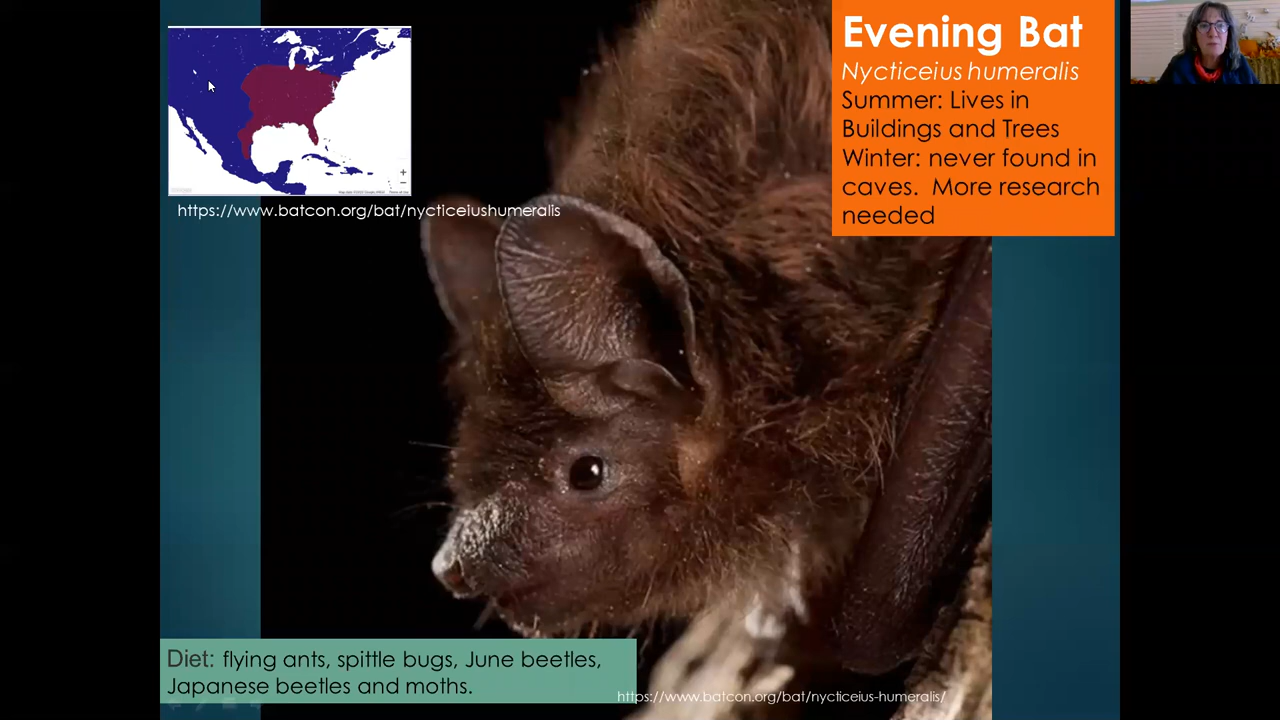 Evening Bat
Nycticeius humeralis
Summer: Lives in
Buildings and Trees
Winter: never found in
caves. More research
needed
https://www.batcon.org/bat/nycticeiushumeralis
Diet: flying ants, spittle bugs, June beetles,
Japanese beetles and moths.
https://www.batcon.org/bat/nycticeius-humeralis/